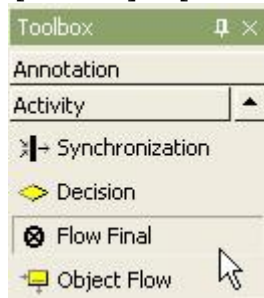 Toolbox
Annotation
Activity
Synchronization
Decision
Flow Final
Object Flow